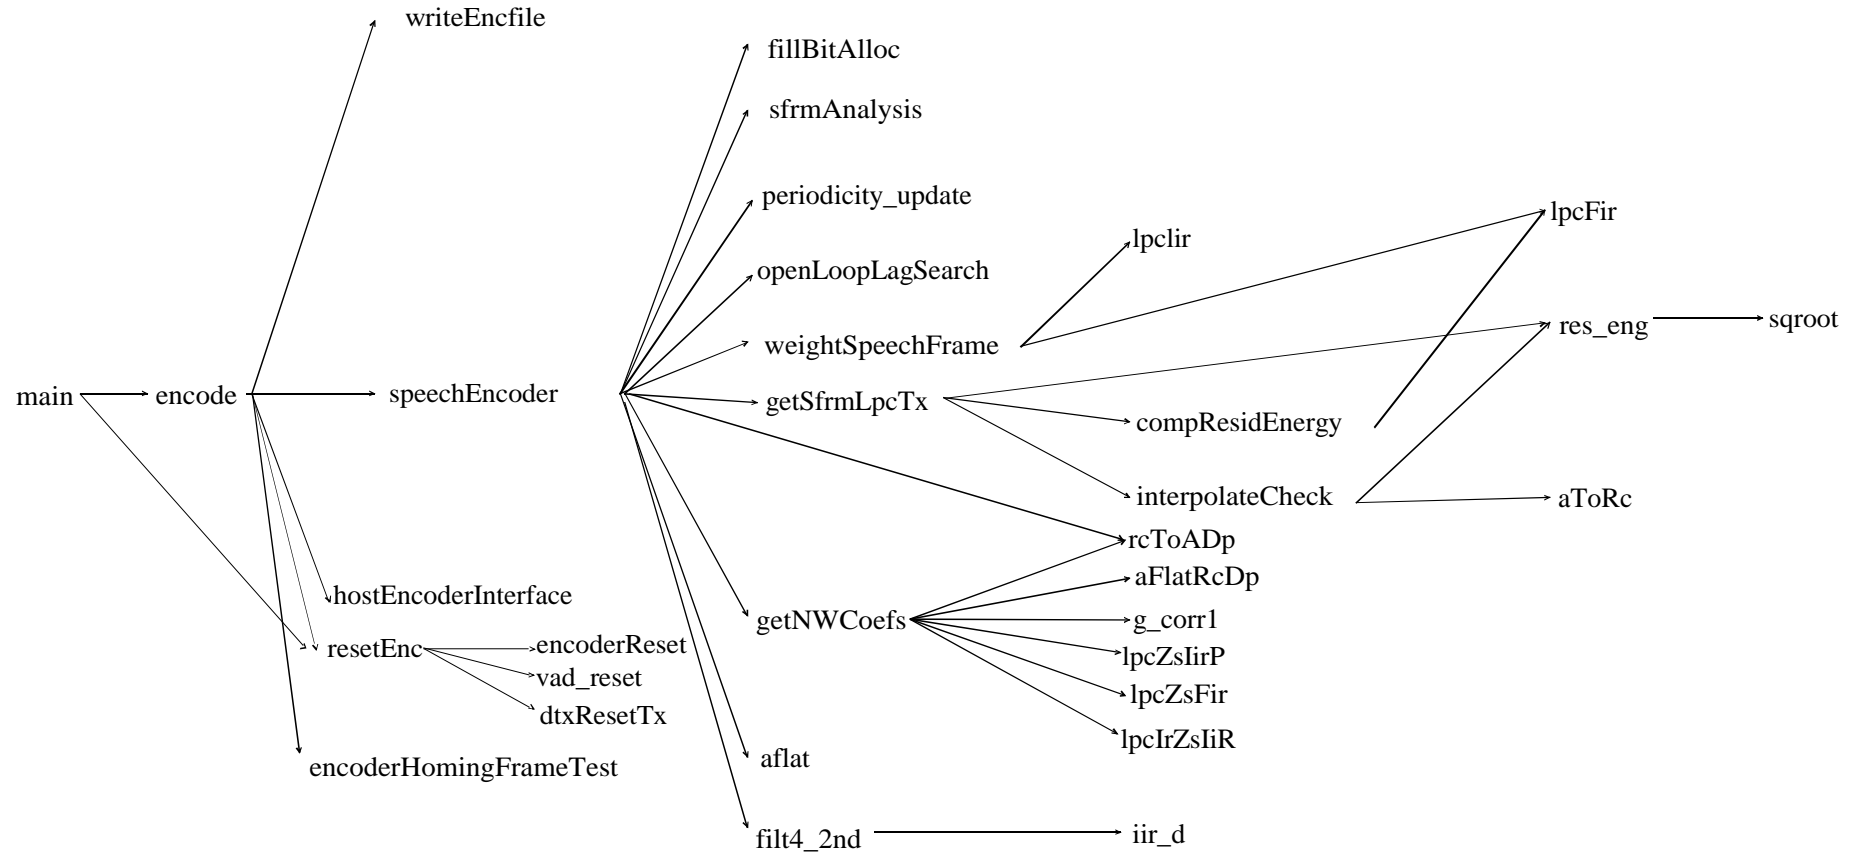 writeEncfile
fillBitAlloc
sfrmAnalysis
periodicity_update
lpcFir
lpclir
openLoopLagSearch
res_eng
sqroot
weightSpeechFrame
main
encode
speechEncoder
getSfrmLpcTx
compResidEnergy
interpolateCheck
aToRc
rcToADp
aFlatRcDp
hostEncoderInterface
getNWCoefs
g_corr1
resetEnc
encoderReset
lpcZsIirP
vad_reset
lpcZsFir
dtxResetTx
lpcIrZsIiR
aflat
encoderHomingFrameTest
filt4_2nd
iir_d